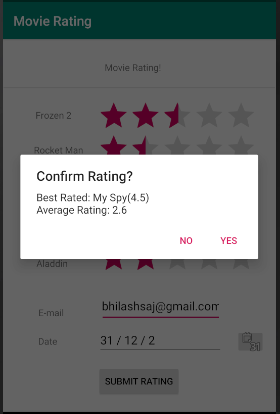 Movie Rating
Movie Rating!
Frozen 2
Rocket Man
Confirm Rating?
Best Rated: My Spy(4.5)
Average Rating: 2.6
NO YES
Aladdin
E-mail bhilashsaj@gmail.com
Date 31 / 12 / 2
SUBMIT RATING